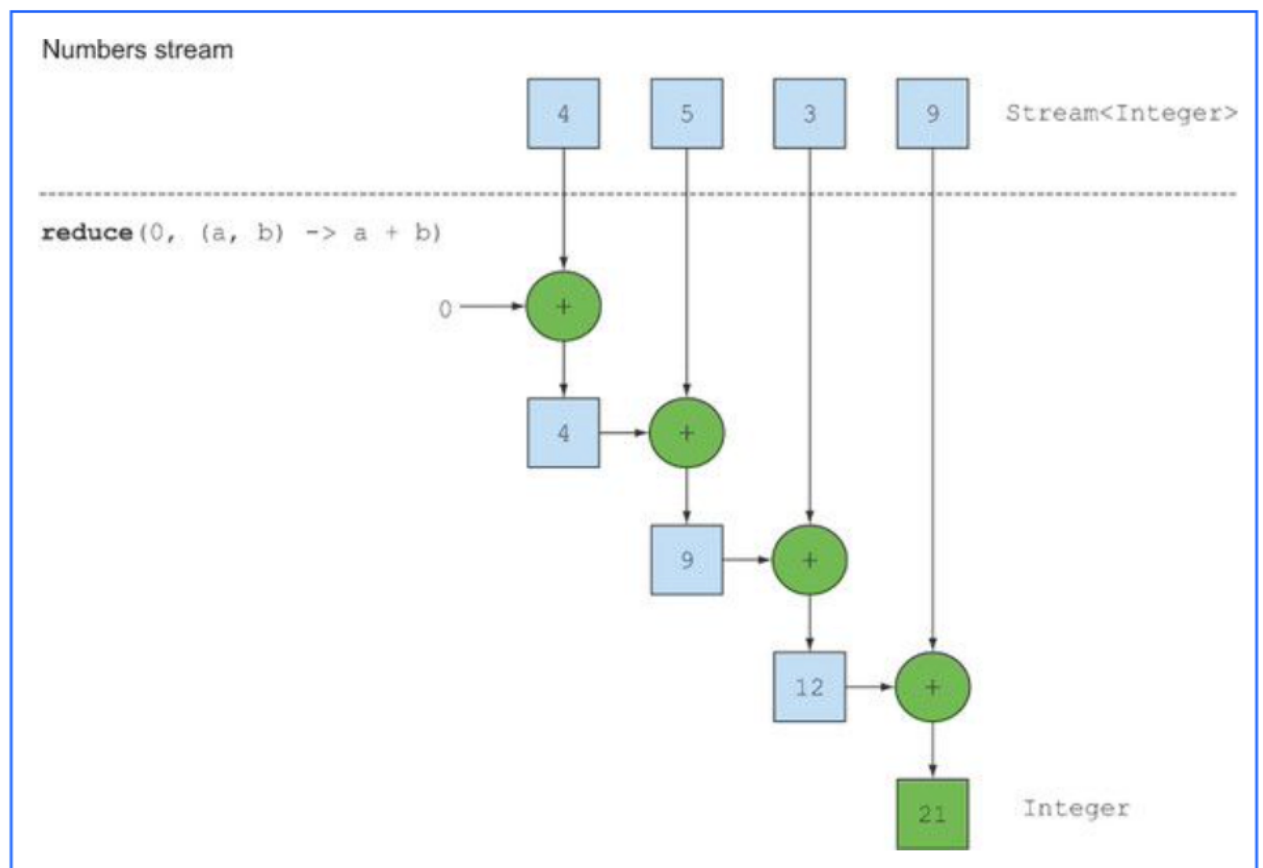 Numbers stream
4 5 3 9 Stream<Integer>
reduce(0, (a, b) -> a + b)
0 +
4 +
9 +
12 +
21 Integer